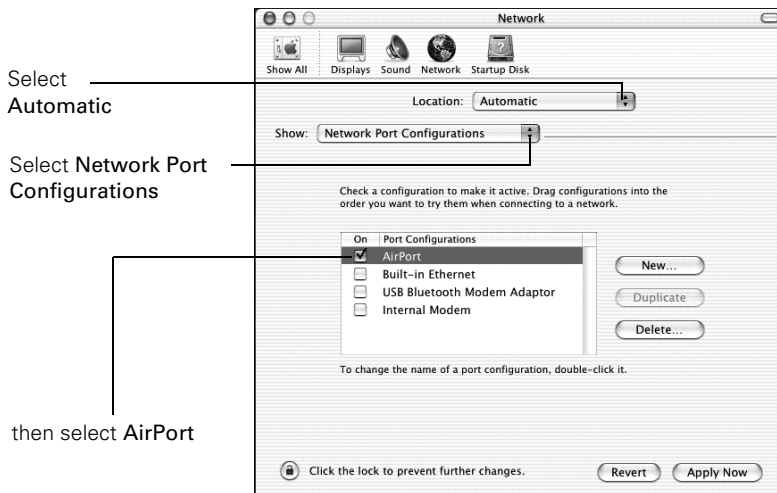 Network
Show All Displays Sound Network Startup Disk
Select
Automatic
Location: Automatic
Show: Network Port Configurations
Select Network Port
Configurations
Check a configuration to make it active. Drag configurations into the
order you want to try them when connecting to a network.
On Port Configurations
AirPort
Built-in Ethernet
USB Bluetooth Modem Adaptor
Internal Modem
New...
Duplicate
Delete...
To change the name of a port configuration, double-click it.
then select AirPort
Click the lock to prevent further changes.
Revert Apply Now